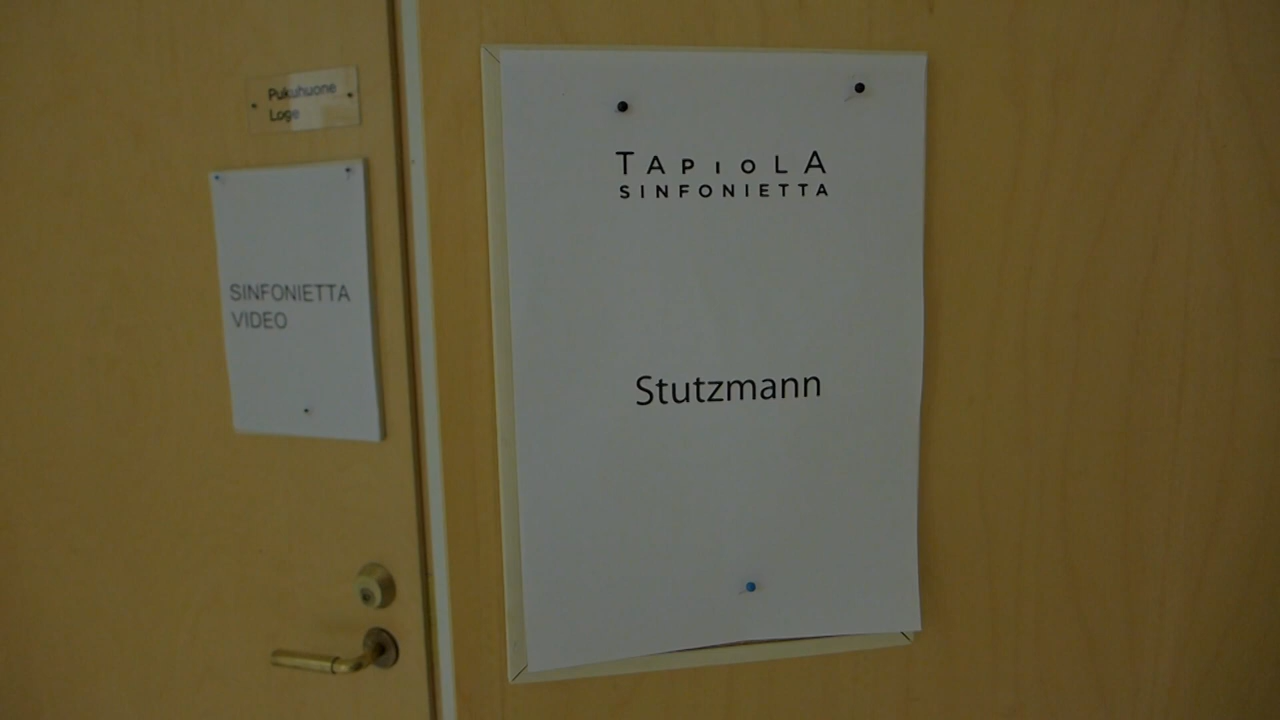 Pukuhuone
Loge
SINFONIETTA
VIDEO
TAPIOLA
SINFONIETTA
Stutzmann